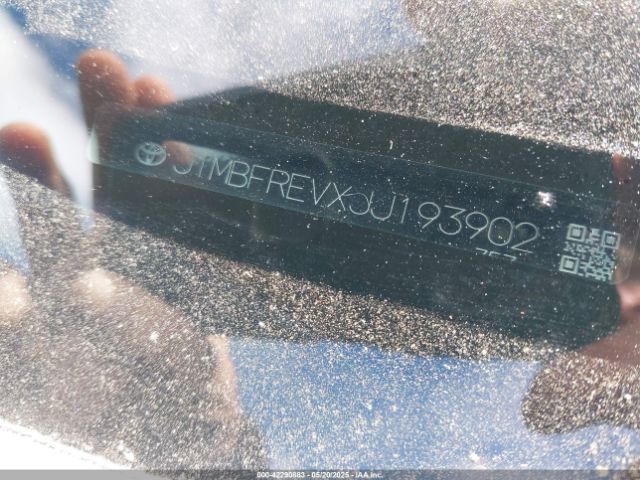 JTMBFREVXJJ193902
000-42290883 - 05/20/2025 - IAA Inc.